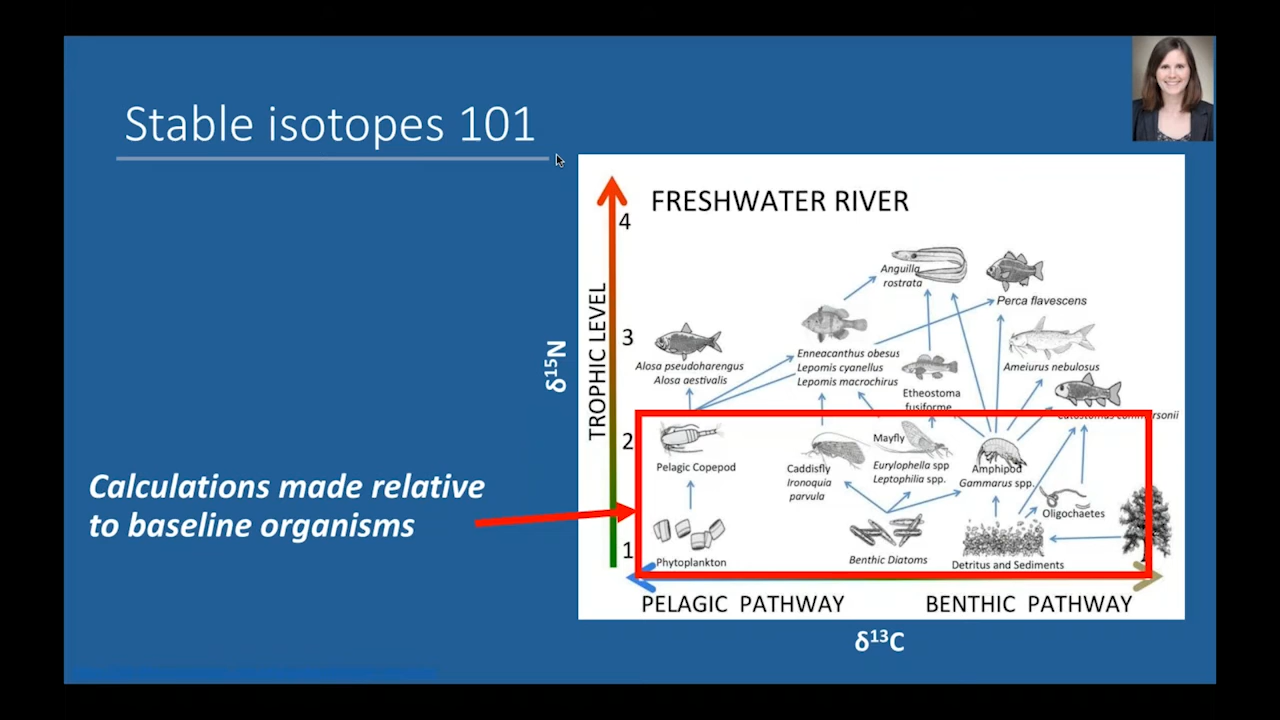 Stable isotopes 101
Calculations made relative
to baseline organisms
FRESHWATER RIVER
δ¹⁵N
TROPHIC LEVEL
4
3
2
1
Anguilla
rostrata
Perca flavescens
Alosa pseudoharengus
Alosa aestivalis
Enneacanthus obesus
Lepomis cyanellus
Lepomis macrochirus
Etheostoma
fusiforme
Ameiurus nebulosus
Pelagic Copepod
Caddisfly
Ironoquia
parvula
Mayfly
Eurylophella spp
Leptophilia spp.
Amphipod
Gammarus spp.
Oligochaetes
Phytoplankton
Benthic Diatoms
Detritus and Sediments
PELAGIC PATHWAY
BENTHIC PATHWAY
δ¹³C